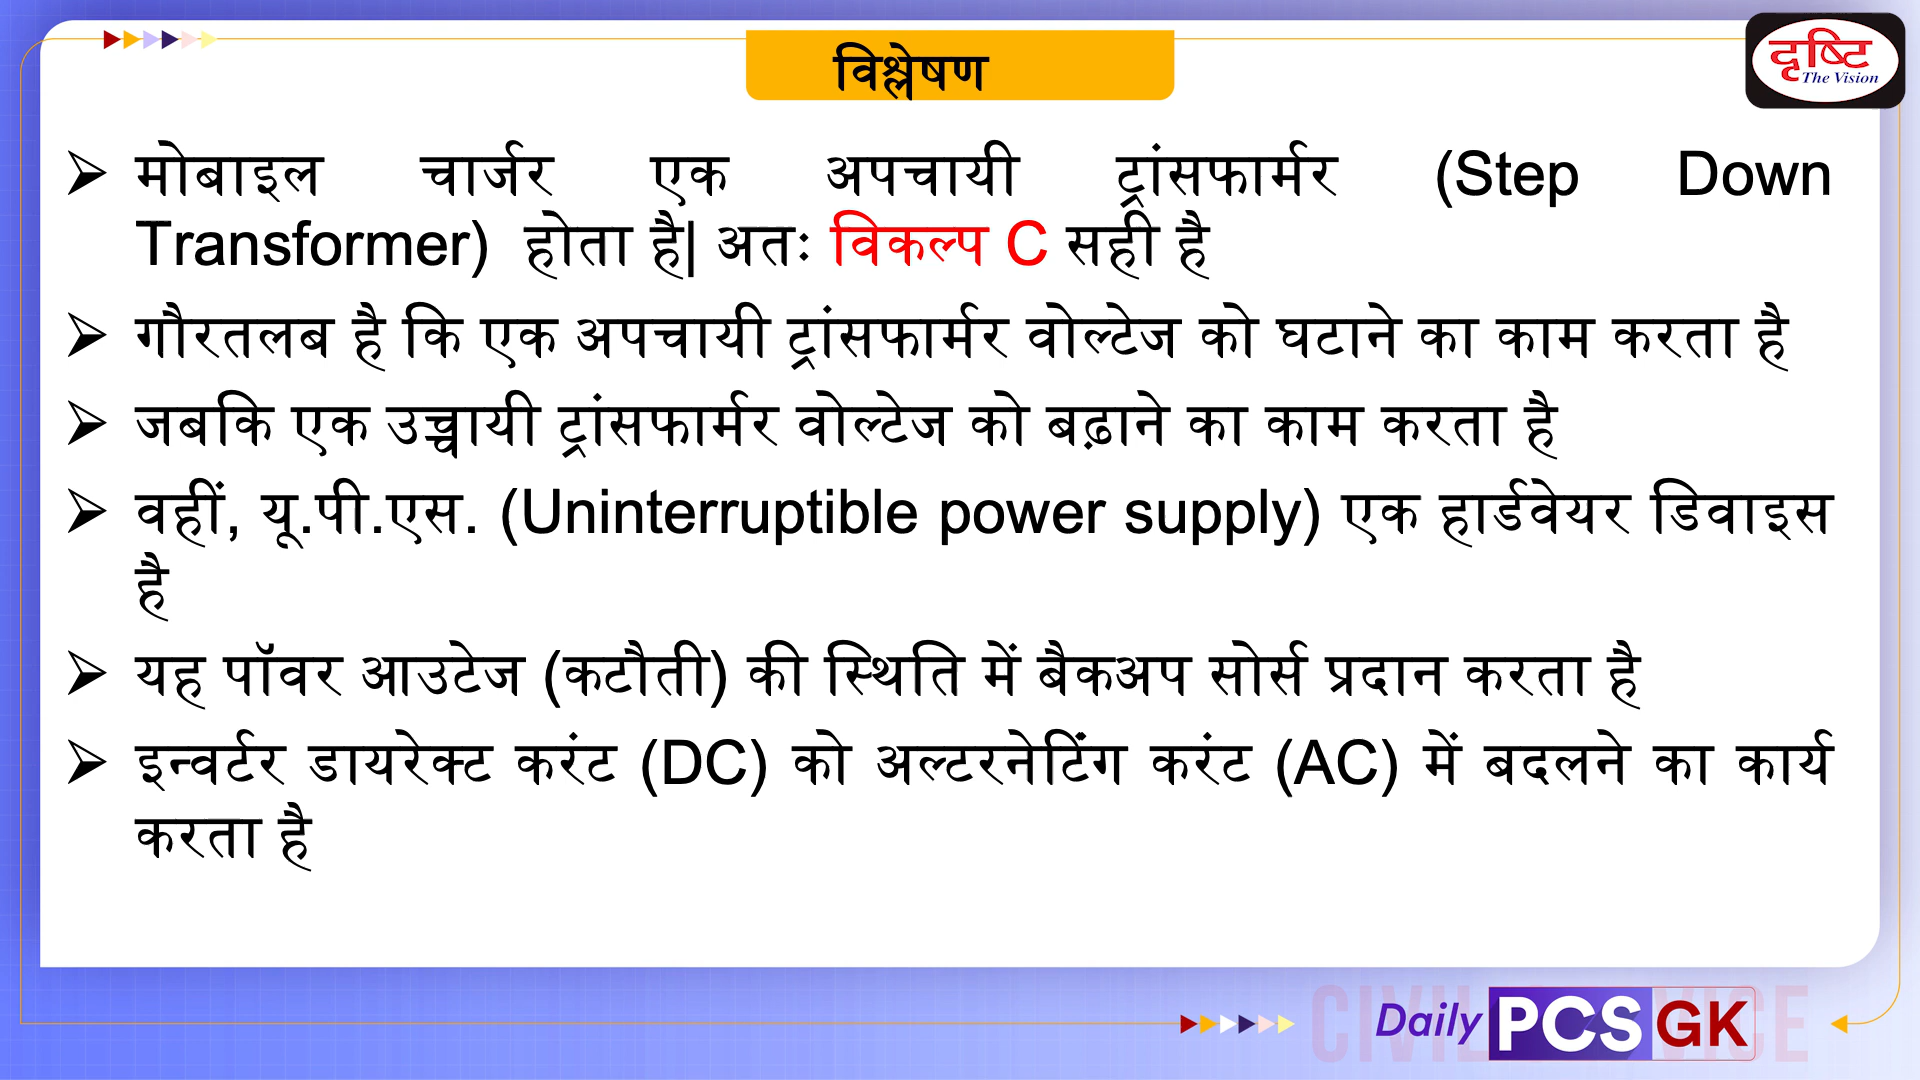 विश्लेषण
दृष्टि
The Vision
➢ मोबाइल चार्जर एक अपचायी ट्रांसफार्मर (Step Down
Transformer) होता है| अतः विकल्प C सही है
➢ गौरतलब है कि एक अपचायी ट्रांसफार्मर वोल्टेज को घटाने का काम करता है
➢ जबकि एक उच्चायी ट्रांसफार्मर वोल्टेज को बढ़ाने का काम करता है
➢ वहीं, यू.पी.एस. (Uninterruptible power supply) एक हार्डवेयर डिवाइस
है
➢ यह पॉवर आउटेज (कटौती) की स्थिति में बैकअप सोर्स प्रदान करता है
➢ इन्वर्टर डायरेक्ट करंट (DC) को अल्टरनेटिंग करंट (AC) में बदलने का कार्य
करता है
Daily PCS GK